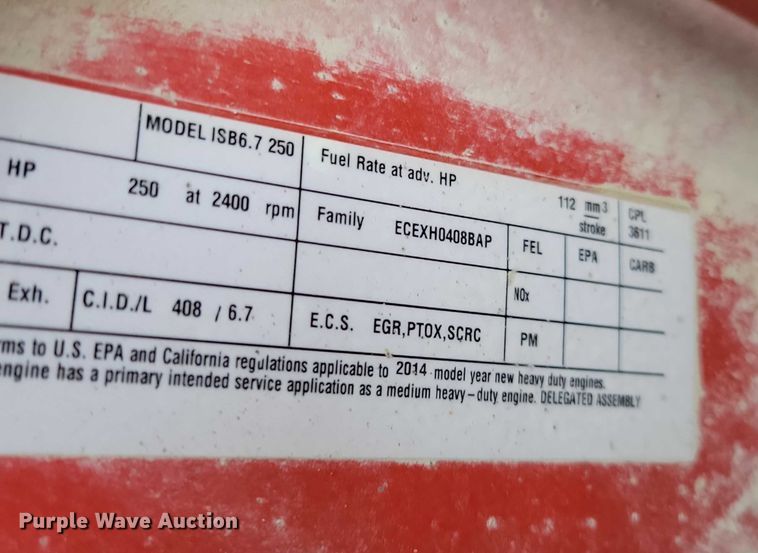 MODEL ISB6.7 250
Fuel Rate at adv. HP
112 mm3
stroke
CPL
3611
HP 250 at 2400 rpm
Family ECEXH0408BAP
FEL
EPA
CARB
T.D.C.
NOx
Exh.
C.I.D./L 408 / 6.7
E.C.S. EGR,PTOX,SCRC
PM
rms to U.S. EPA and California regulations applicable to 2014 model year new heavy duty engines.
engine has a primary intended service application as a medium heavy-duty engine. DELEGATED ASSEMBLY
Purple Wave Auction